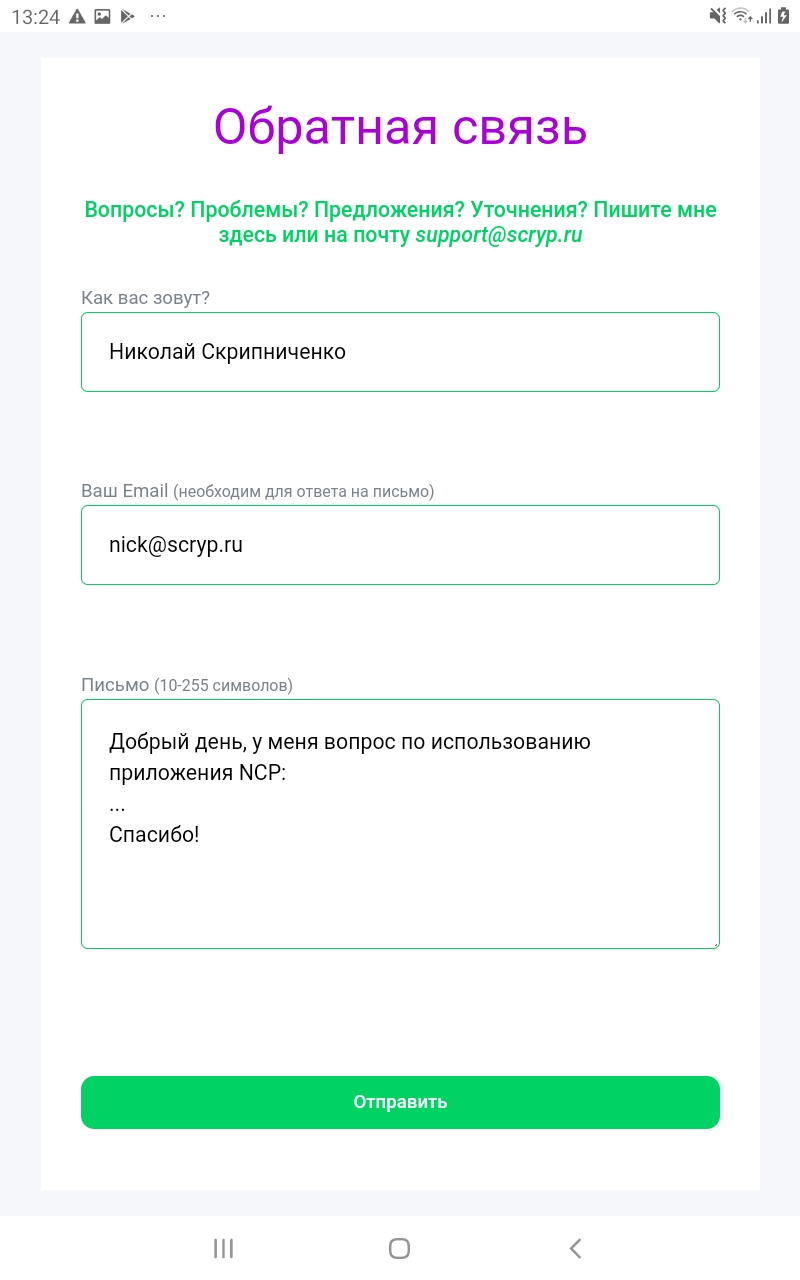 13:24
Обратная связь
Вопросы? Проблемы? Предложения? Уточнения? Пишите мне
здесь или на почту support@scryp.ru
Как вас зовут?
Николай Скрипниченко
Ваш Email (необходим для ответа на письмо)
nick@scryp.ru
Письмо (10-255 символов)
Добрый день, у меня вопрос по использованию
приложения NCP:
...
Спасибо!
Отправить